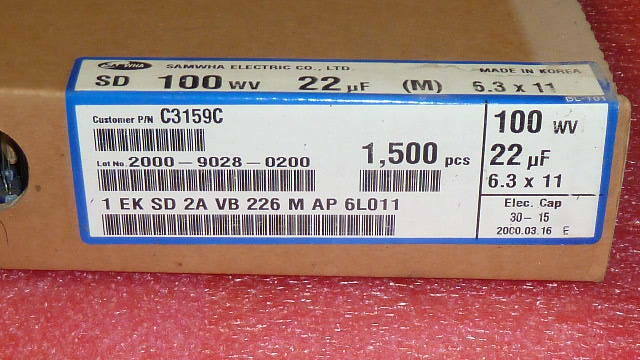 SAMWHA
SAMWHA ELECTRIC CO., LTD
MADE IN KOREA
SD 100 WV 22 µF (M) 6.3 x 11
Customer P/N C3159C
Lot No. 2000-9028-0200
1,500 pcs
1 EK SD 2A VB 226 M AP 6L011
100 WV
22 µF
6.3 x 11
Elec. Cap
30-15
2000.03.16 E